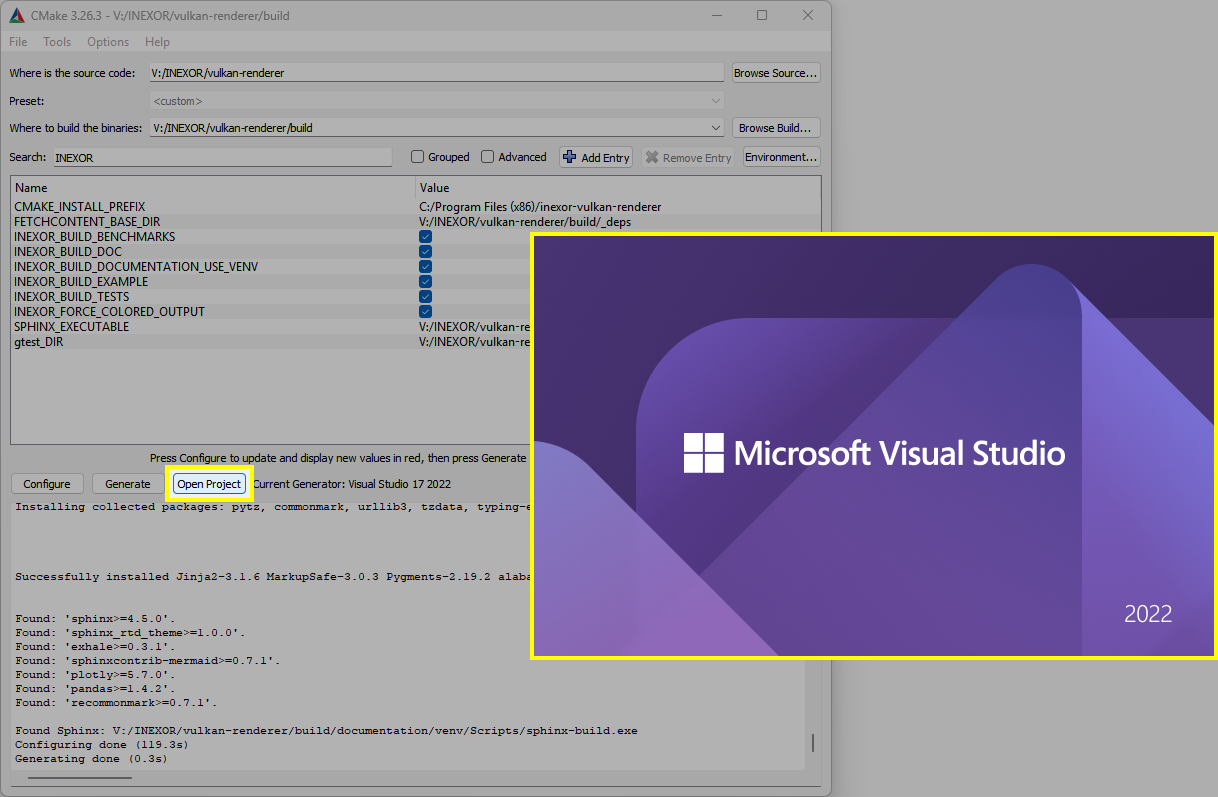 CMake 3.26.3 - V:/INEXOR/vulkan-renderer/build
File Tools Options Help
Where is the source code: V:/INEXOR/vulkan-renderer Browse Source...
Preset: <custom>
Where to build the binaries: V:/INEXOR/vulkan-renderer/build Browse Build...
Search: INEXOR Grouped Advanced Add Entry Remove Entry Environment...
Name Value
CMAKE_INSTALL_PREFIX C:/Program Files (x86)/inexor-vulkan-renderer
FETCHCONTENT_BASE_DIR V:/INEXOR/vulkan-renderer/build/_deps
INEXOR_BUILD_BENCHMARKS
INEXOR_BUILD_DOC
INEXOR_BUILD_DOCUMENTATION_USE_VENV
INEXOR_BUILD_EXAMPLE
INEXOR_BUILD_TESTS
INEXOR_FORCE_COLORED_OUTPUT
SPHINX_EXECUTABLE V:/INEXOR/vulkan-re
gtest_DIR V:/INEXOR/vulkan-re
Microsoft Visual Studio
2022
Press Configure to update and display new values in red, then press Generate
Configure Generate Open Project Current Generator: Visual Studio 17 2022
Installing collected packages: pytz, commonmark, urllib3, tzdata, typing-e
Successfully installed Jinja2-3.1.6 MarkupSafe-3.0.3 Pygments-2.19.2 alaba
Found: 'sphinx>=4.5.0'.
Found: 'sphinx_rtd_theme>=1.0.0'.
Found: 'exhale>=0.3.1'.
Found: 'sphinxcontrib-mermaid>=0.7.1'.
Found: 'plotly>=5.7.0'.
Found: 'pandas>=1.4.2'.
Found: 'recommonmark>=0.7.1'.
Found Sphinx: V:/INEXOR/vulkan-renderer/build/documentation/venv/Scripts/sphinx-build.exe
Configuring done (119.3s)
Generating done (0.3s)